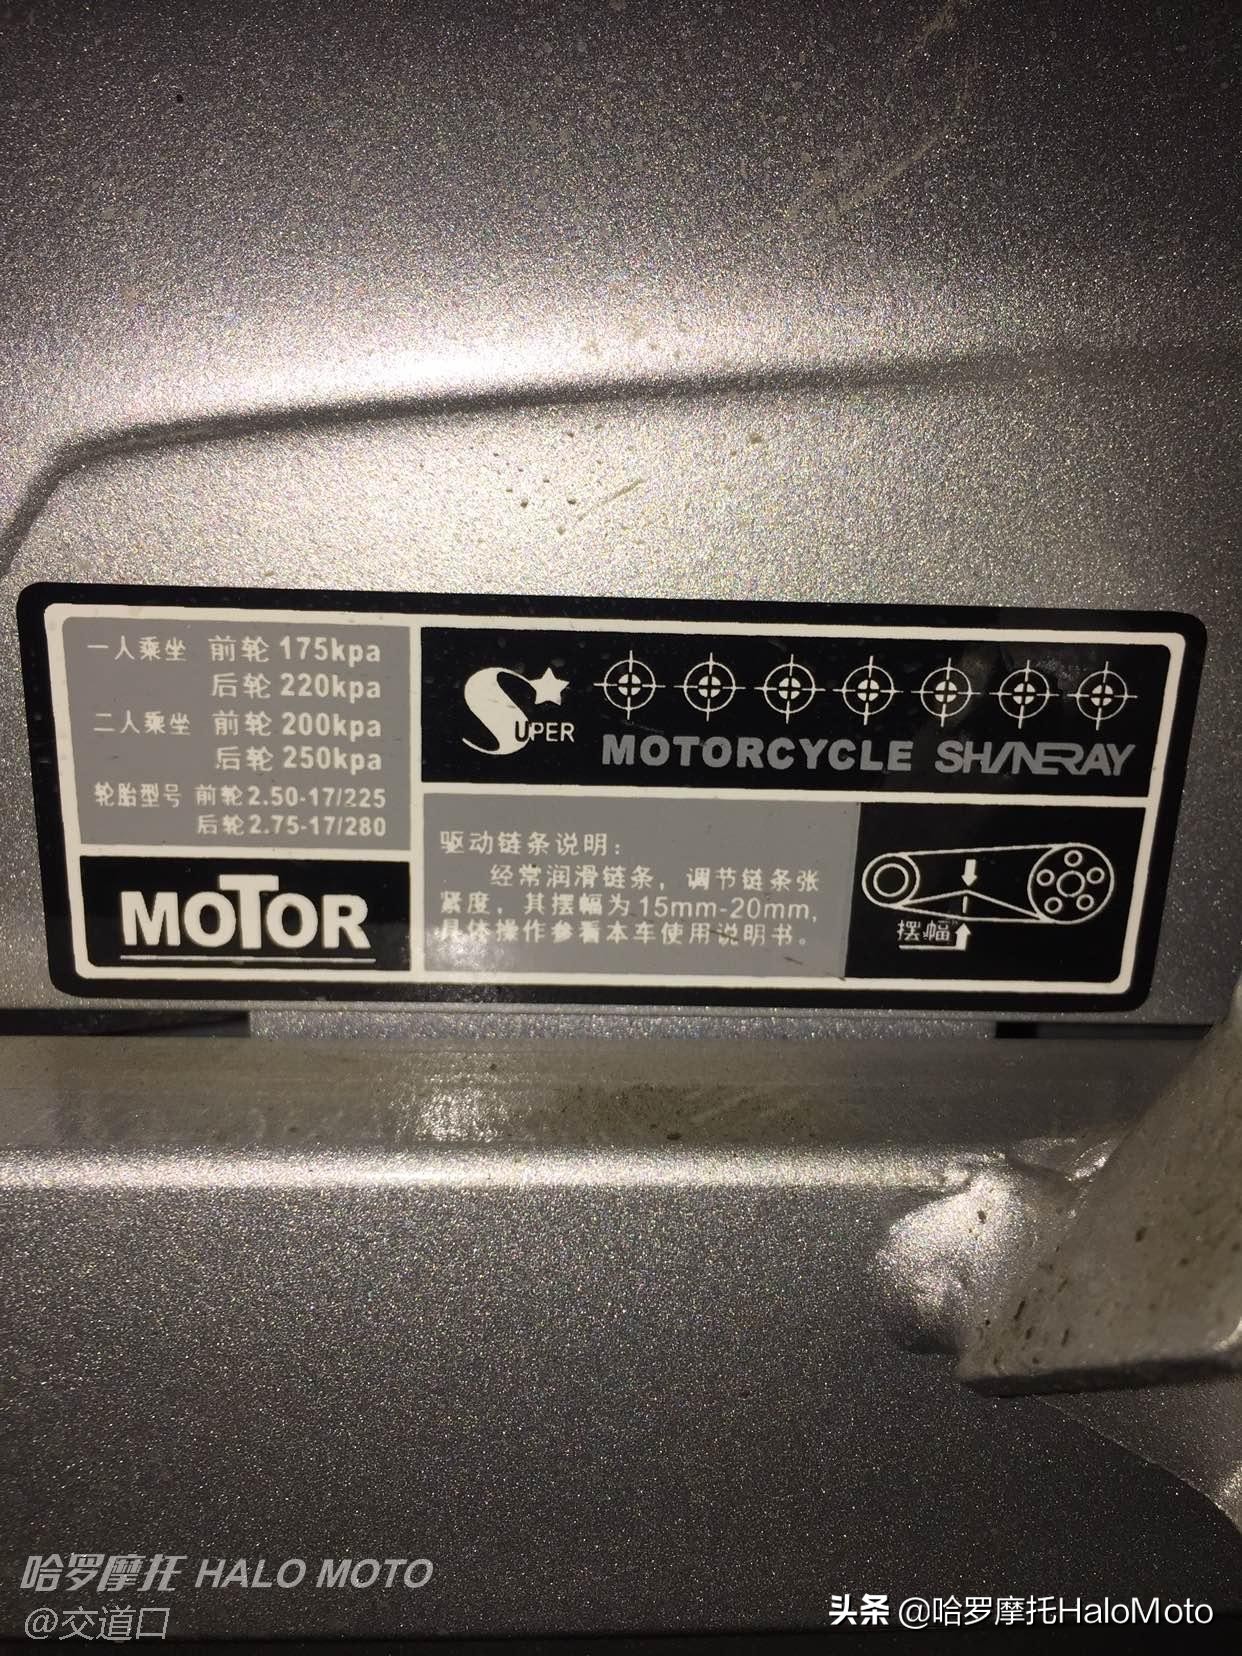 一人乘坐 前轮 175kpa
后轮 220kpa
二人乘坐 前轮 200kpa
后轮 250kpa
轮胎型号 前轮 2.50-17/225
后轮 2.75-17/280
MOTOR
SUPER
MOTORCYCLE SHINERAY
驱动链条说明：
经常润滑链条，调节链条张
紧度，其摆幅为15mm-20mm,
具体操作参看本车使用说明书。
摆幅
哈罗摩托 HALO MOTO
@交道口
头条 @哈罗摩托HaloMoto